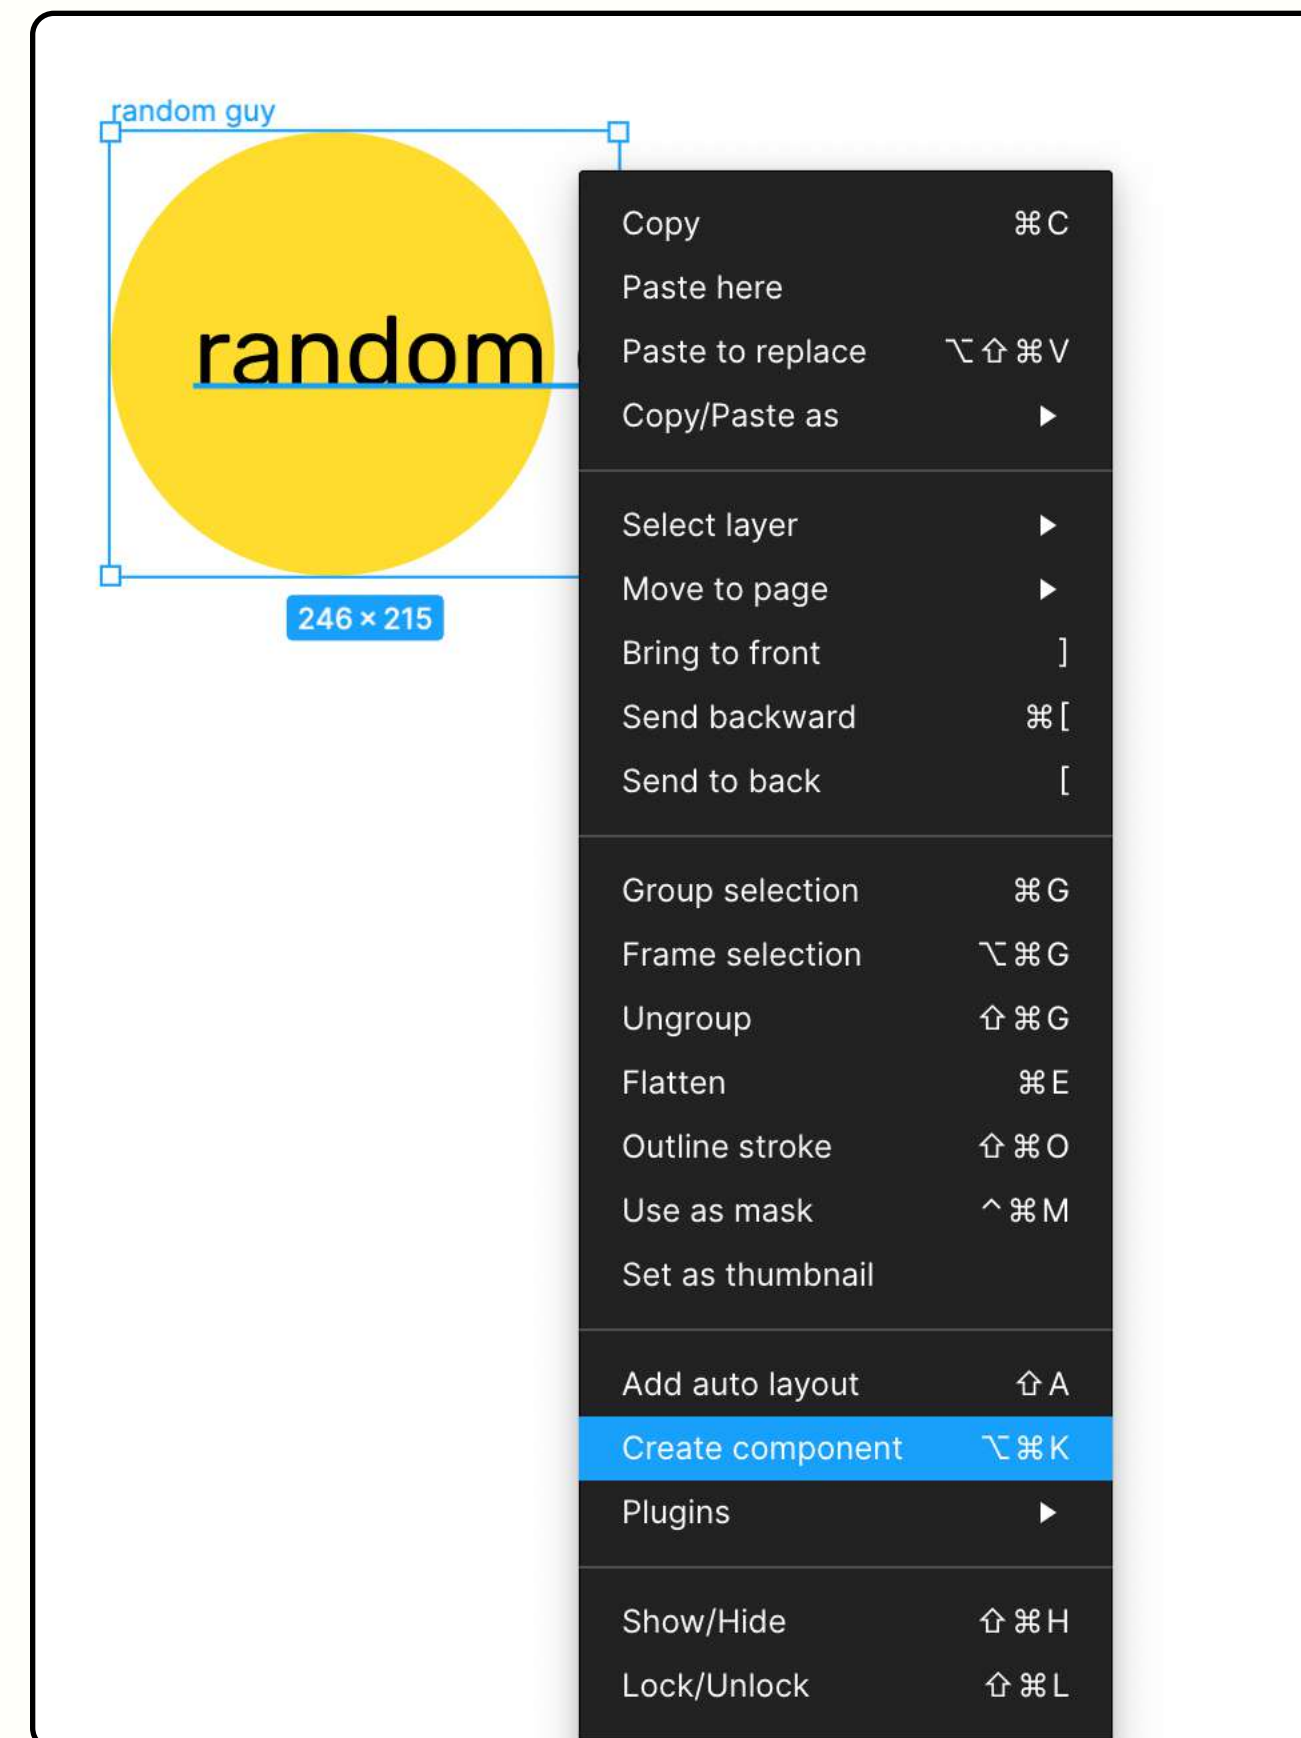 random guy
random
246 × 215
Copy ⌘C
Paste here
Paste to replace ⌥⇧⌘V
Copy/Paste as ▶
Select layer ▶
Move to page ▶
Bring to front ]
Send backward ⌘[
Send to back [
Group selection ⌘G
Frame selection ⌥⌘G
Ungroup ⇧⌘G
Flatten ⌘E
Outline stroke ⇧⌘O
Use as mask ^⌘M
Set as thumbnail
Add auto layout ⇧A
Create component ⌥⌘K
Plugins ▶
Show/Hide ⇧⌘H
Lock/Unlock ⇧⌘L